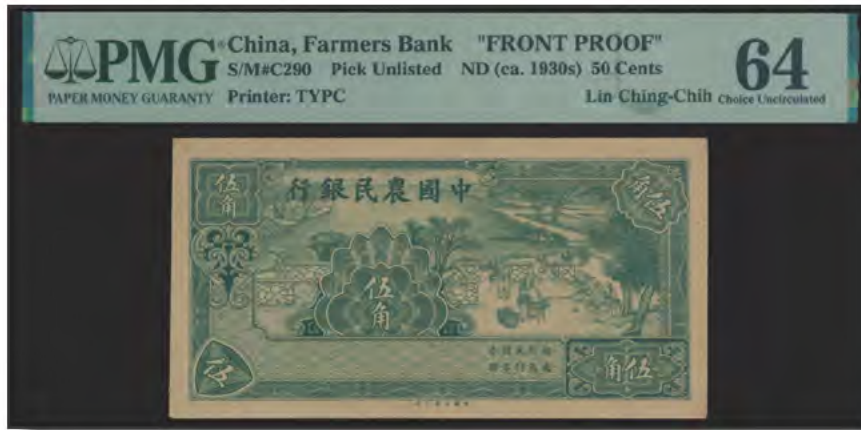 PMG China, Farmers Bank "FRONT PROOF" 64
S/M#C290 Pick Unlisted ND (ca. 1930s) 50 Cents
PAPER MONEY GUARANTY Printer: TYPC Lin Ching-Chih Choice Uncirculated
伍角
行銀民農國中
角伍
伍角
角伍